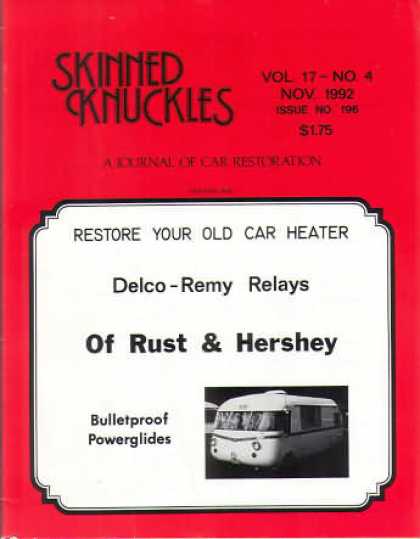 SKINNED
KNUCKLES
VOL. 17 - NO. 4
NOV. 1992
ISSUE NO. 196
$1.75
A JOURNAL OF CAR RESTORATION
RESTORE YOUR OLD CAR HEATER
Delco-Remy Relays
Of Rust & Hershey
Bulletproof
Powerglides